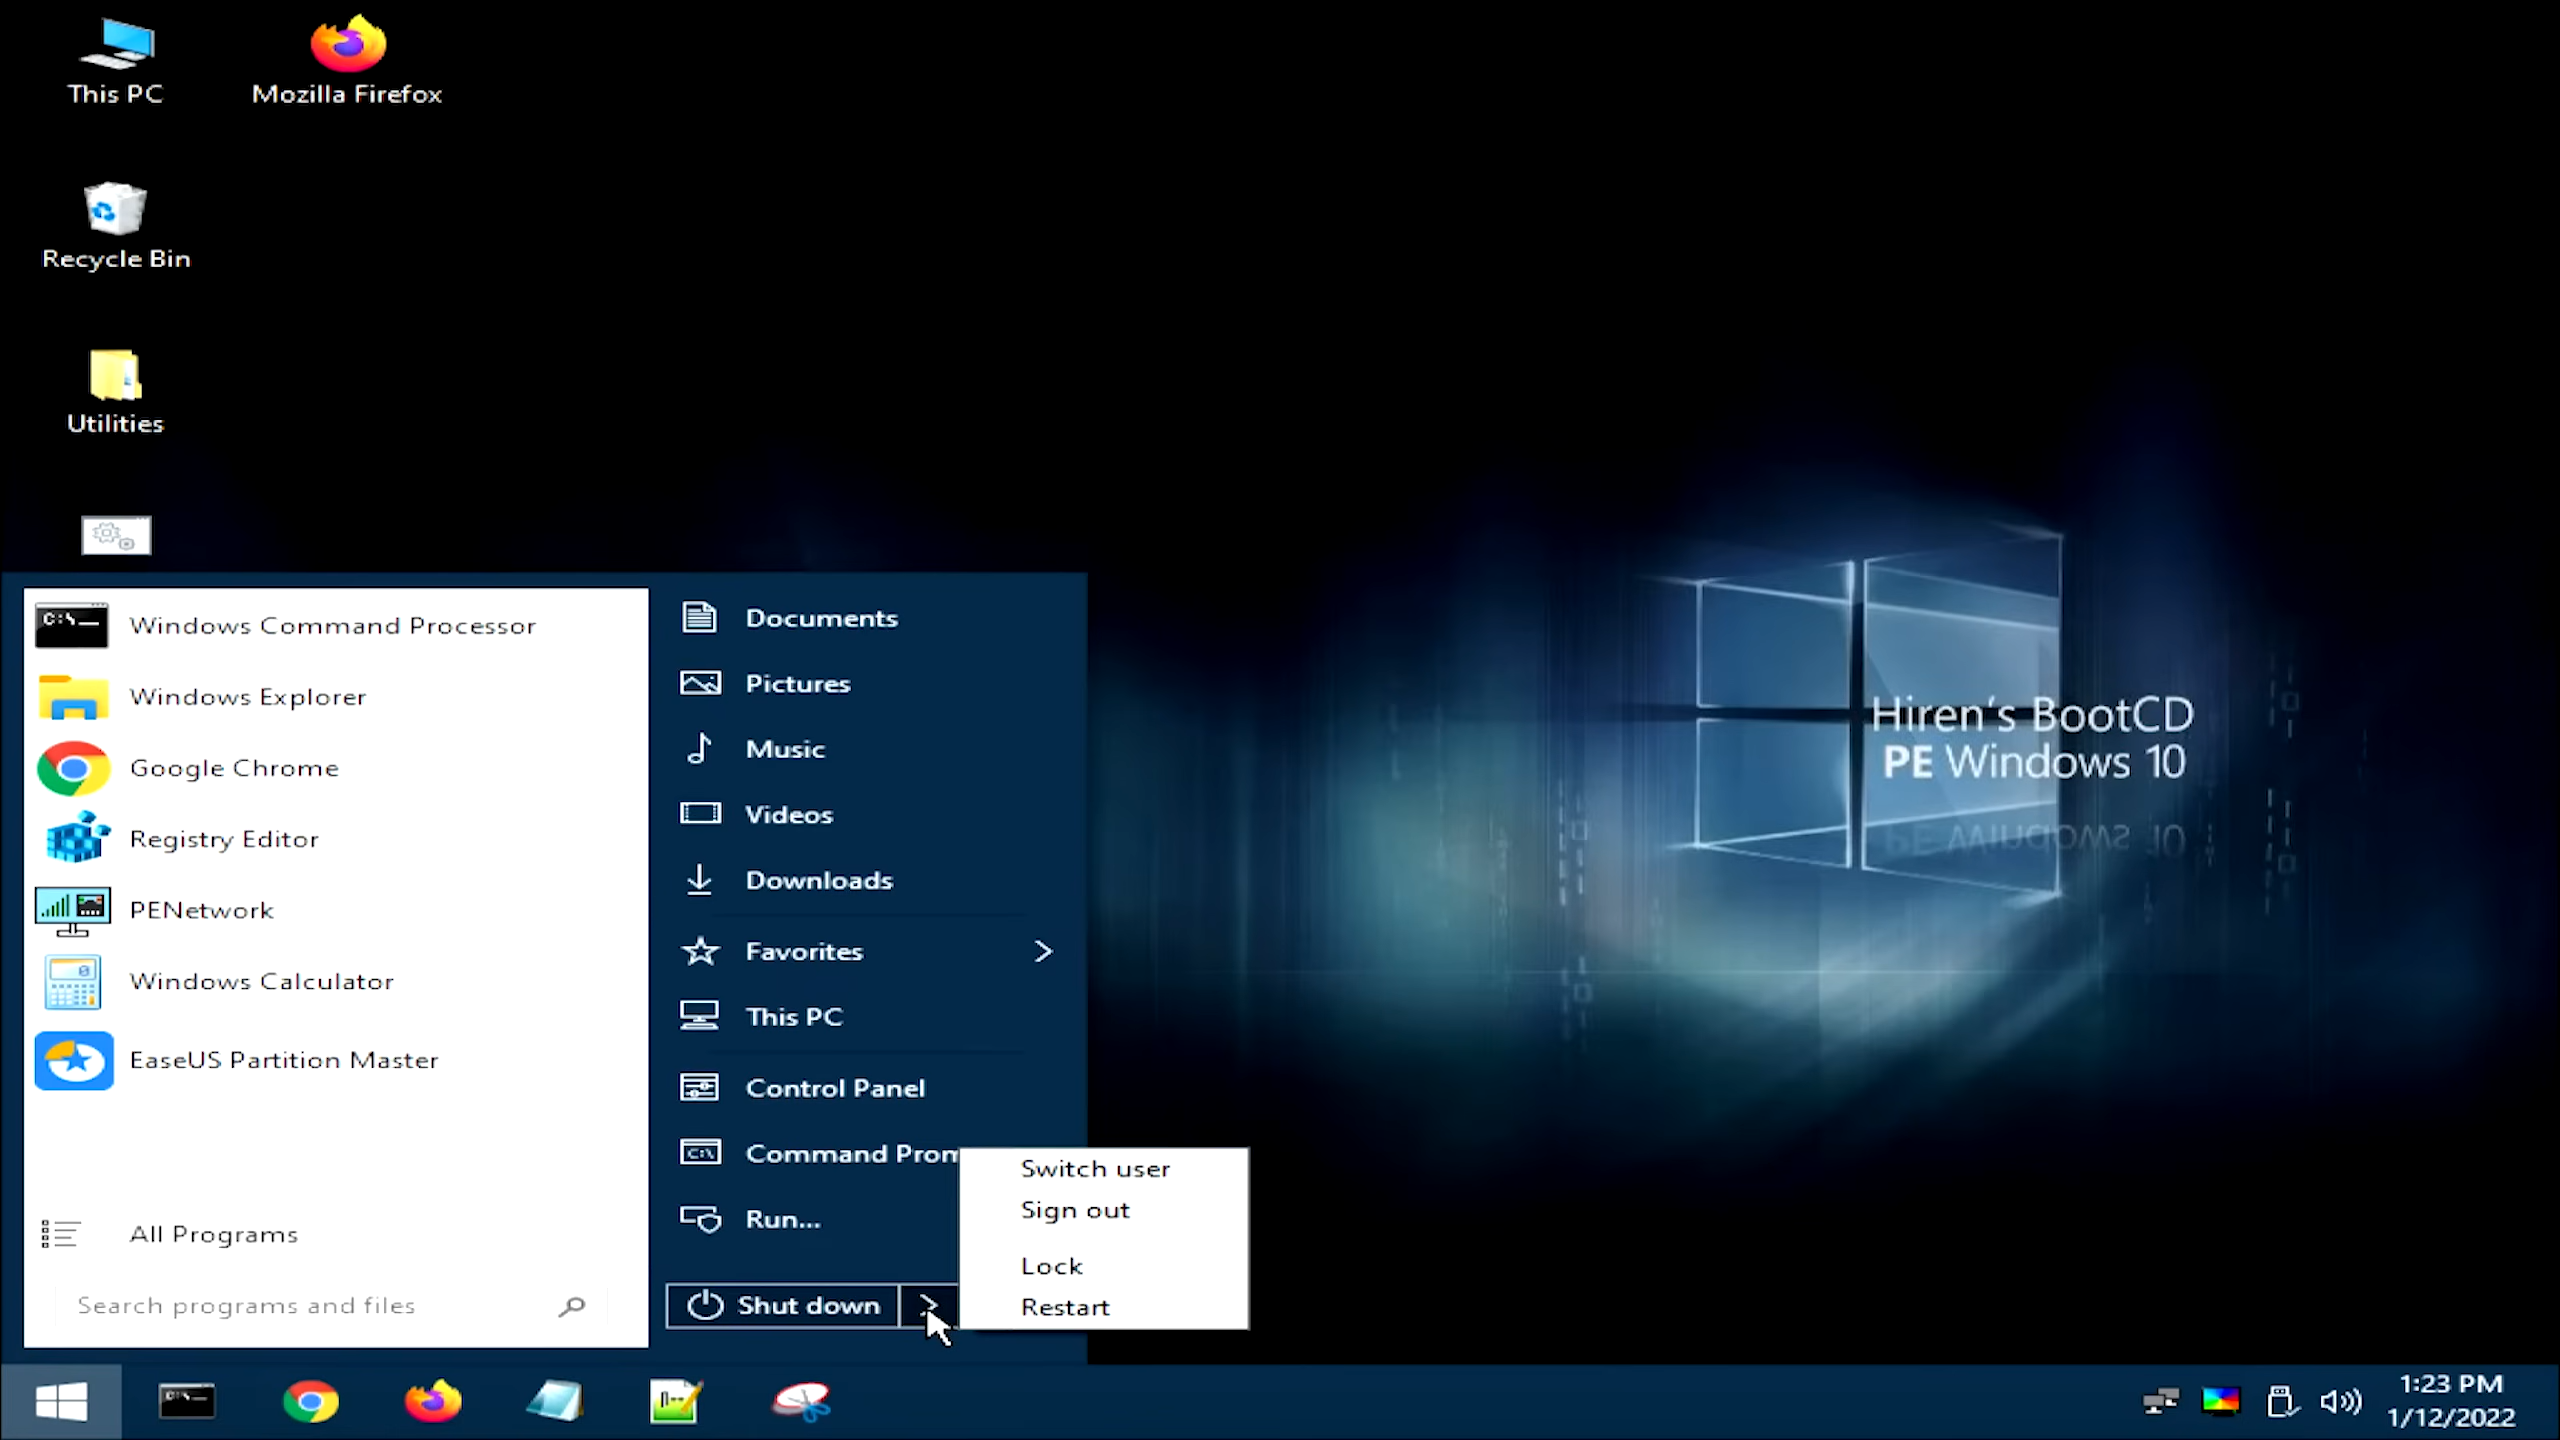 This PC
Mozilla Firefox
Recycle Bin
Utilities
Windows Command Processor
Windows Explorer
Google Chrome
Registry Editor
PENetwork
Windows Calculator
EaseUS Partition Master
All Programs
Search programs and files
Documents
Pictures
Music
Videos
Downloads
Favorites
This PC
Control Panel
Command Prom
Run...
Shut down
Switch user
Sign out
Lock
Restart
Hiren's BootCD
PE Windows 10
PE Windows 10
1:23 PM
1/12/2022